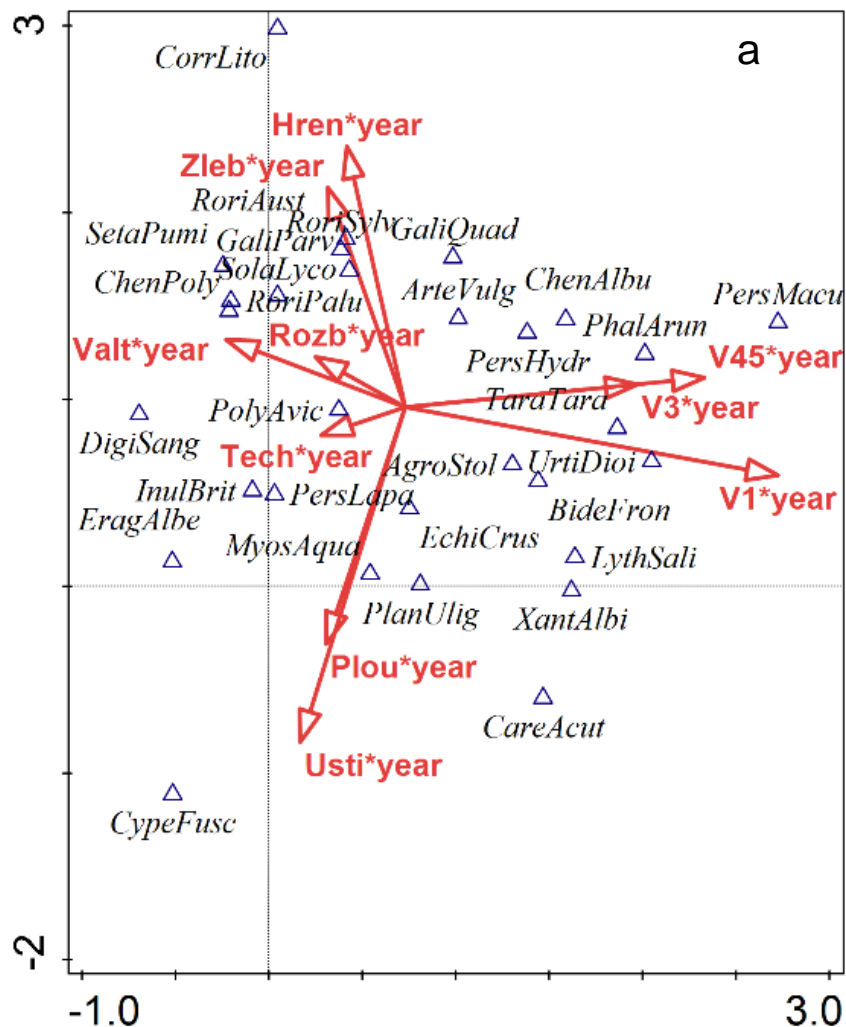 3
a
CorrLito
Hren*year
Zleb*year
RoriAust
RoriSylv
GaliQuad
SetaPumi
GaliParv
ChenPoly
SolaLyco
ChenAlbu
ArteVulg
PersMacu
RoriPalu
PhalArun
Rozb*year
Valt*year
PersHydr
V45*year
TaraTara
V3*year
PolyAvic
DigiSang
Tech*year
AgroStol
UrtiDioi
InulBrit
PersLapa
V1*year
BideFron
EragAlbe
EchiCrus
MyosAqua
LythSali
PlanUlig
XantAlbi
Plou*year
CareAcut
Usti*year
CypeFusc
-2
-1.0
3.0